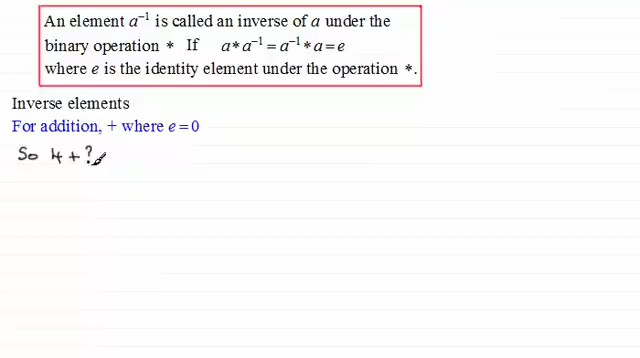 An element a⁻¹ is called an inverse of a under the
binary operation * If a * a⁻¹ = a⁻¹ * a = e
where e is the identity element under the operation *.
Inverse elements
For addition, + where e = 0
So 4 + ?